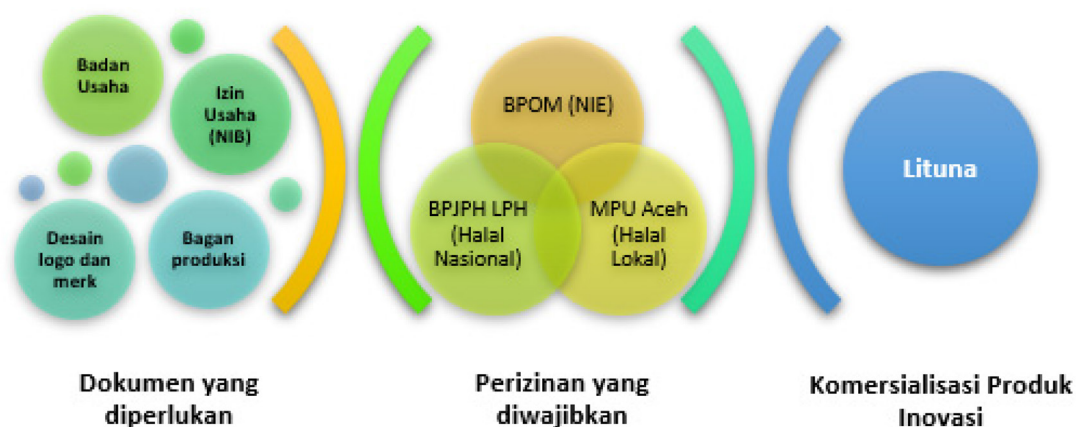 Badan
Usaha
Izin
Usaha
(NIB)
Desain
logo dan
merk
Bagan
produksi
BPOM (NIE)
BPJPH LPH
(Halal
Nasional)
MPU Aceh
(Halal
Lokal)
Lituna
Dokumen yang
diperlukan
Perizinan yang
diwajibkan
Komersialisasi Produk
Inovasi